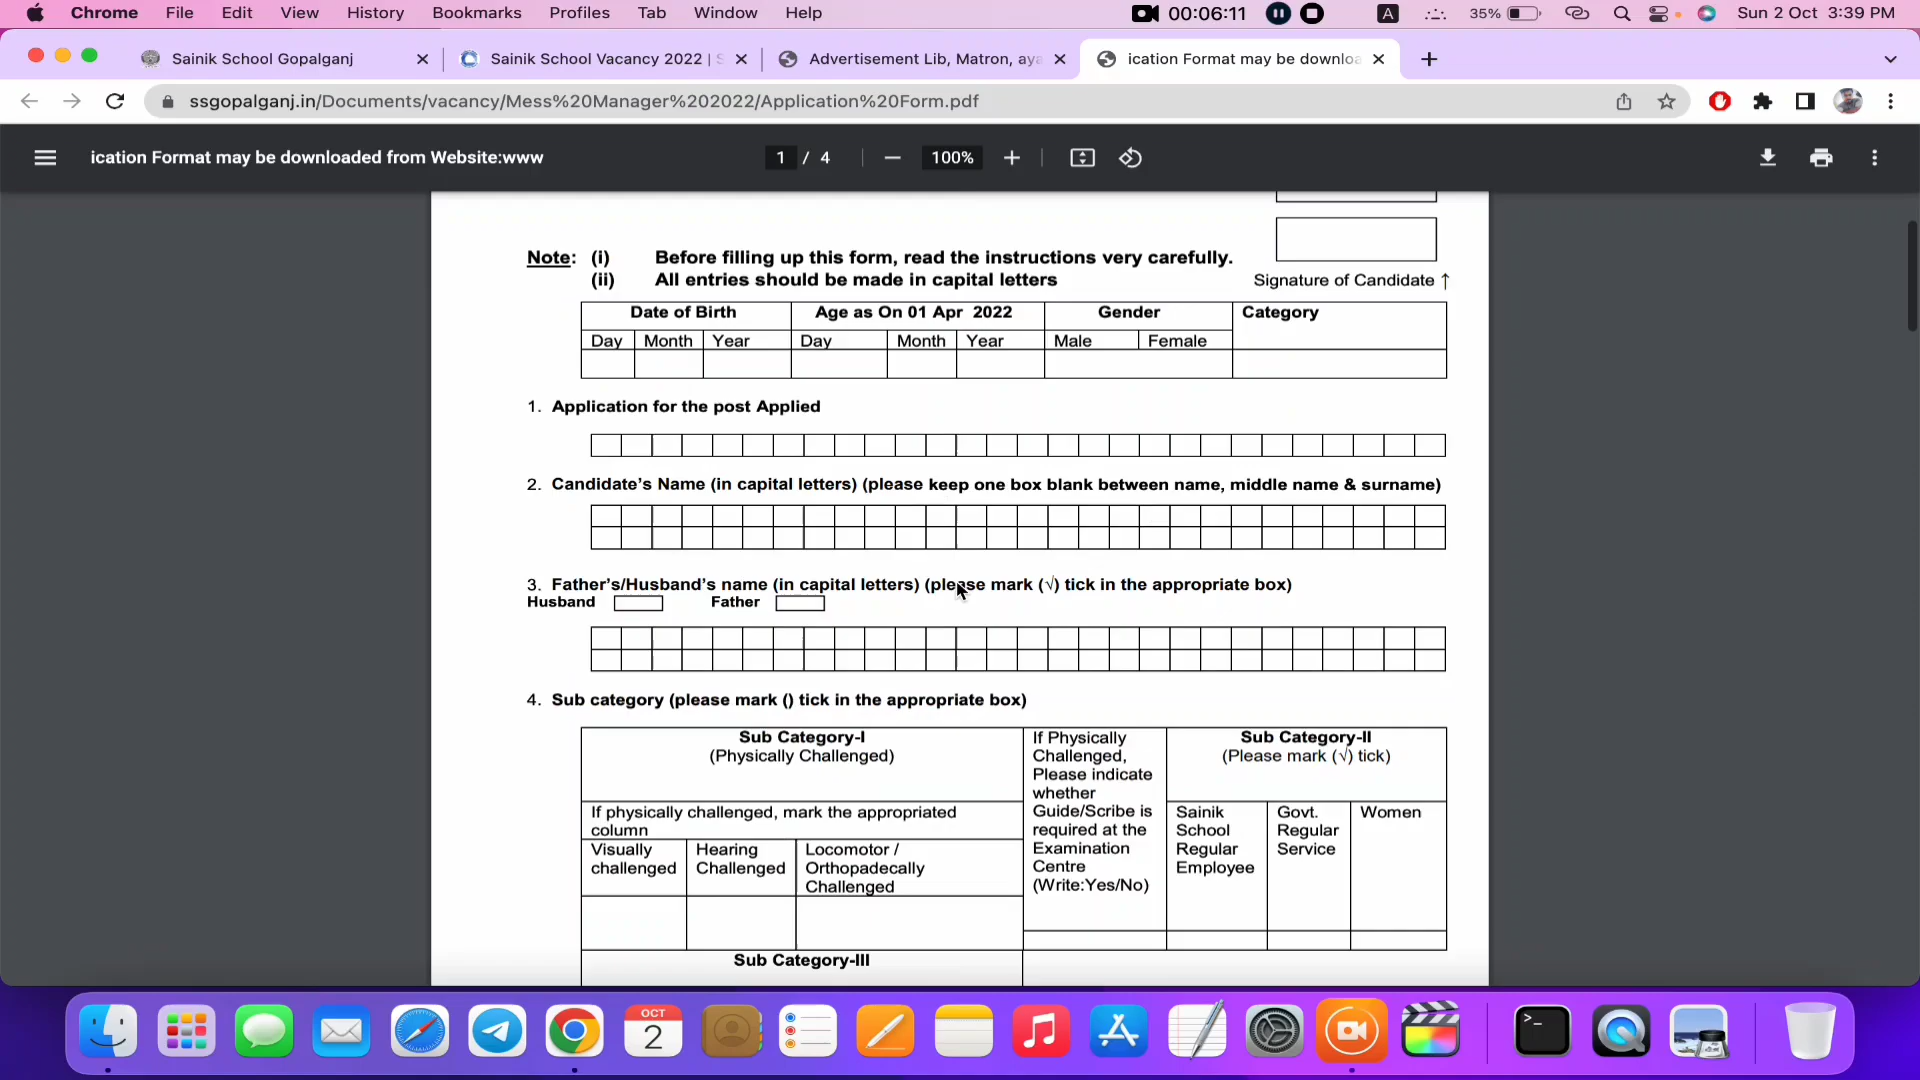 Chrome File Edit View History Bookmarks Profiles Tab Window Help 00:06:11 A 35% Sun 2 Oct 3:39 PM
Sainik School Gopalganj Sainik School Vacancy 2022 | S Advertisement Lib, Matron, aya ication Format may be downloa
ssgopalganj.in/Documents/vacancy/Mess%20Manager%202022/Application%20Form.pdf
ication Format may be downloaded from Website:www 1 / 4 100%
Note: (i) Before filling up this form, read the instructions very carefully.
(ii) All entries should be made in capital letters
Signature of Candidate ↑
Date of Birth Age as On 01 Apr 2022 Gender Category
Day Month Year Day Month Year Male Female
1. Application for the post Applied
2. Candidate's Name (in capital letters) (please keep one box blank between name, middle name & surname)
3. Father's/Husband's name (in capital letters) (please mark (√) tick in the appropriate box)
Husband Father
4. Sub category (please mark () tick in the appropriate box)
Sub Category-I
(Physically Challenged)
If physically challenged, mark the appropriated
column
Visually
challenged
Hearing
Challenged
Locomotor /
Orthopadecally
Challenged
If Physically
Challenged,
Please indicate
whether
Guide/Scribe is
required at the
Examination
Centre
(Write:Yes/No)
Sub Category-II
(Please mark (√) tick)
Sainik
School
Regular
Employee
Govt.
Regular
Service
Women
Sub Category-III
OCT
2
>_